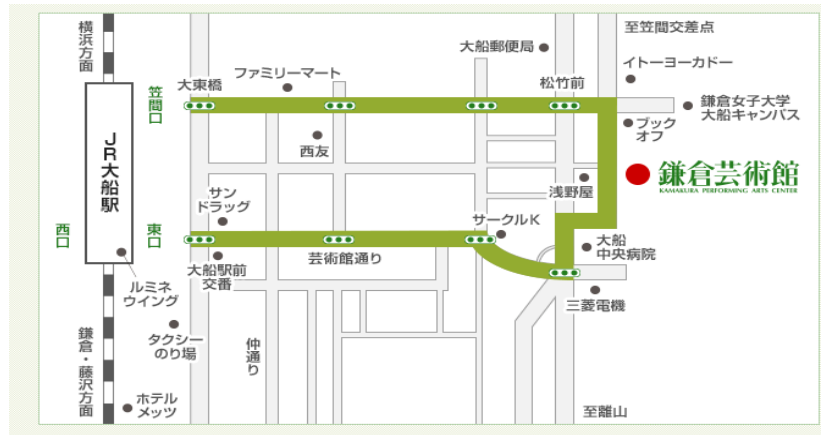 横浜方面
JR大船駅
笠間口
西口
東口
ルミネ
ウイング
鎌倉・藤沢方面
ホテル
メッツ
タクシー
のり場
大東橋
ファミリーマート
西友
サン
ドラッグ
大船駅前
交番
芸術館通り
仲通り
大船郵便局
松竹前
至笠間交差点
イトーヨーカドー
鎌倉女子大学
大船キャンパス
ブック
オフ
浅野屋
鎌倉芸術館
KAMAKURA PERFORMING ARTS CENTER
サークルK
大船
中央病院
三菱電機
至離山